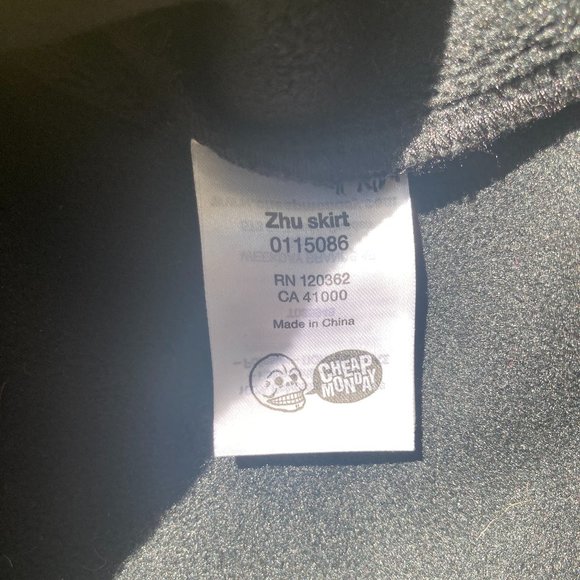 Zhu skirt
0115086
RN 120362
CA 41000
Made in China
CHEAP
MONDAY